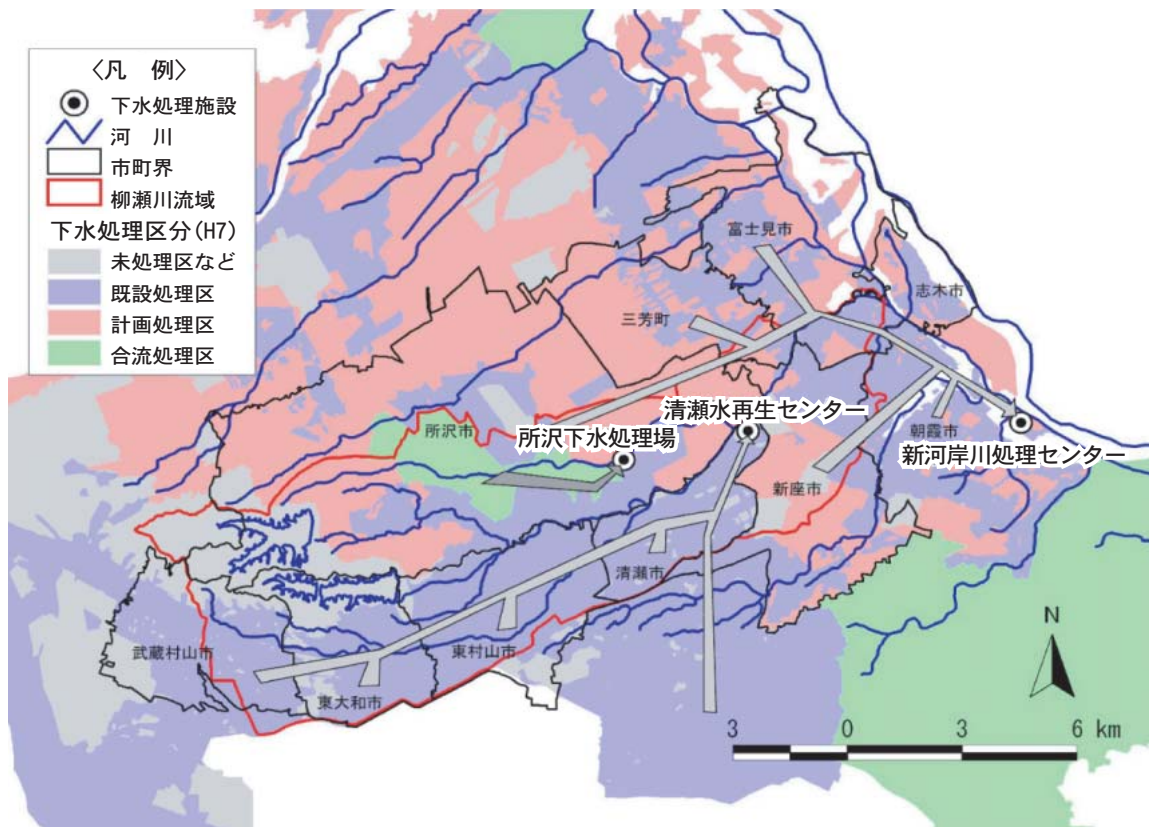 〈凡 例〉
下水処理施設
河 川
市町界
柳瀬川流域
下水処理区分(H7)
未処理区など
既設処理区
計画処理区
合流処理区
富士見市
志木市
三芳町
清瀬水再生センター
所沢市
所沢下水処理場
朝霞市
新河岸川処理センター
新座市
清瀬市
武蔵村山市
東村山市
東大和市
N
3 0 3 6 km